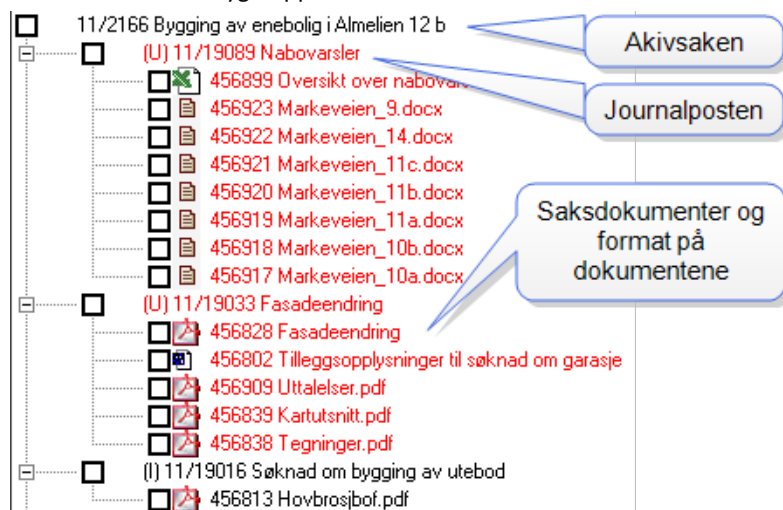 11/2166 Bygging av enebolig i Almelien 12 b
Akivsaken
(U) 11/19089 Nabovarsler
456899 Oversikt over
Journalposten
456923 Markeveien_9.docx
456922 Markeveien_14.docx
456921 Markeveien_11c.docx
456920 Markeveien_11b.docx
456919 Markeveien_11a.docx
456918 Markeveien_10b.docx
456917 Markeveien_10a.docx
Saksdokumenter og
format på
dokumentene
(U) 11/19033 Fasadeendring
456828 Fasadeendring
456802 Tilleggsopplysninger til søknad om garasje
456909 Uttalelser.pdf
456839 Kartutsnitt.pdf
456838 Tegninger.pdf
(I) 11/19016 Søknad om bygging av utebod
456813 Hovbrosjbof.pdf